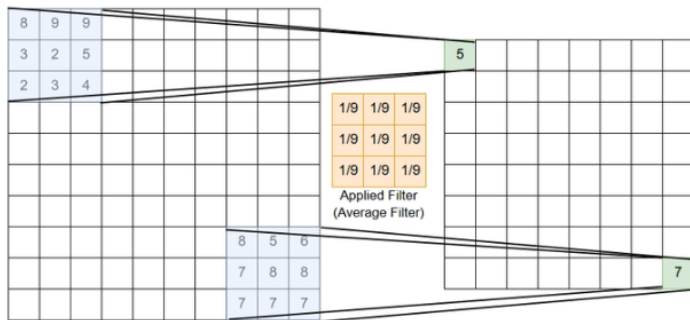 8 9 9
3 2 5
2 3 4
5
1/9 1/9 1/9
1/9 1/9 1/9
1/9 1/9 1/9
Applied Filter
(Average Filter)
8 5 6
7 8 8
7 7 7
7